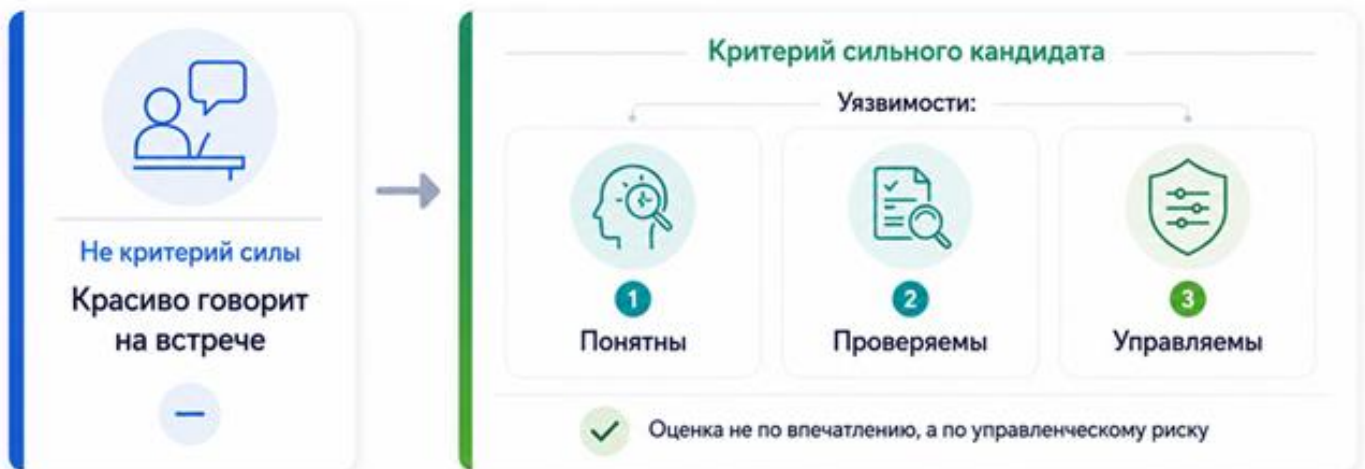 Не критерий силы
Красиво говорит
на встрече
Критерий сильного кандидата
Уязвимости:
1
Понятны
2
Проверяемы
3
Управляемы
Оценка не по впечатлению, а по управленческому риску